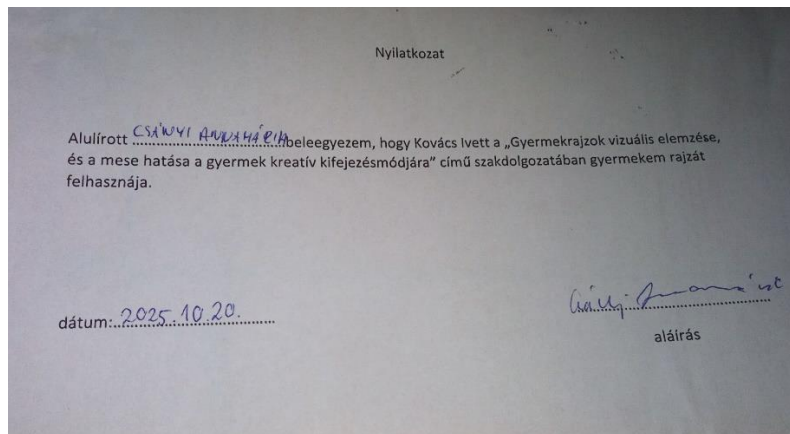 Nyilatkozat
Alulírott CSÁNYI ANNAMÁRIA beleegyezem, hogy Kovács Ivett a „Gyermekrajzok vizuális elemzése,
és a mese hatása a gyermek kreatív kifejezésmódjára” című szakdolgozatában gyermekem rajzát
felhasználja.
dátum: 2025.10.20.
aláírás